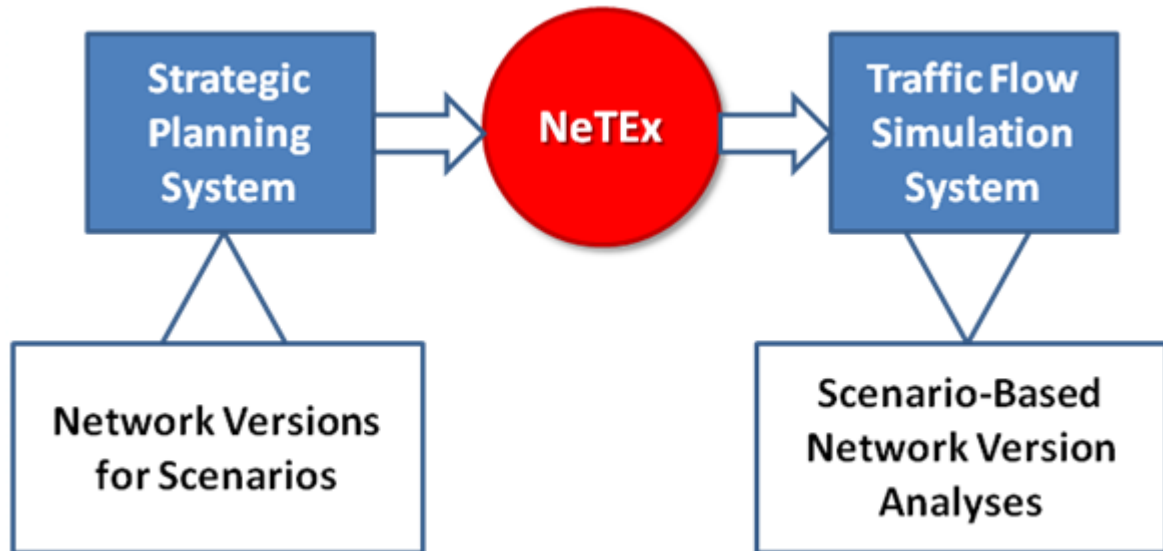 Strategic
Planning
System
NeTEx
Traffic Flow
Simulation
System
Network Versions
for Scenarios
Scenario-Based
Network Version
Analyses